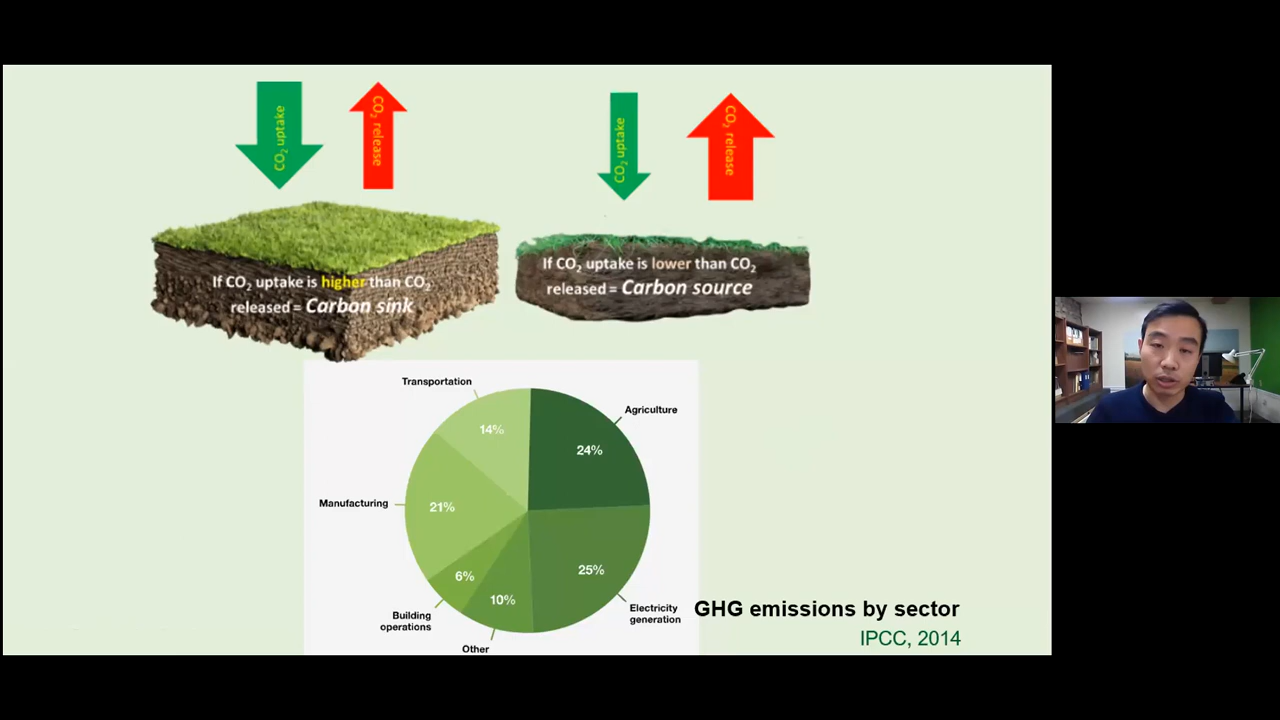 CO₂ uptake
CO₂ release
CO₂ uptake
CO₂ release
If CO₂ uptake is higher than CO₂
released = Carbon sink
If CO₂ uptake is lower than CO₂
released = Carbon source
Transportation
14%
Agriculture
24%
Manufacturing
21%
25%
6%
10%
Building
operations
Other
Electricity
generation
GHG emissions by sector
IPCC, 2014